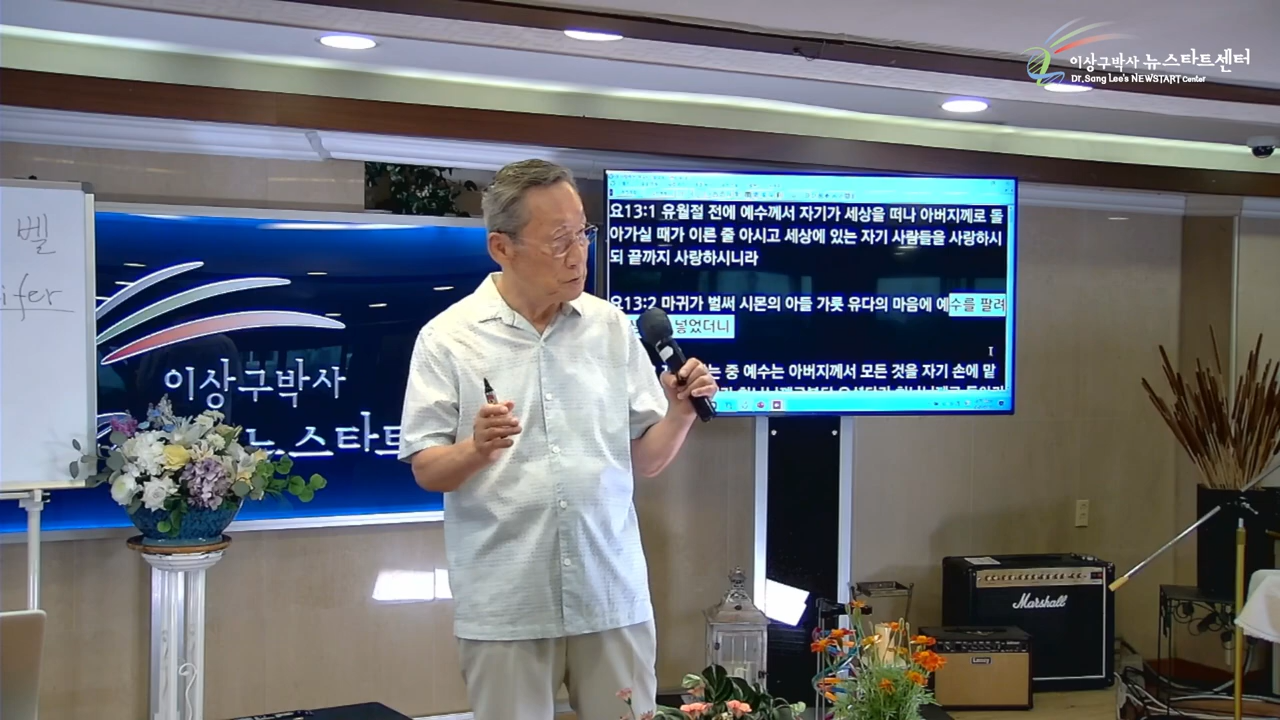 이상구박사 뉴스타트센터
Dr. Sang Lee's NEWSTART Center
벨
ifer
이상구박사
뉴스타트
요13:1 유월절 전에 예수께서 자기가 세상을 떠나 아버지께로 돌
아가실 때가 이른 줄 아시고 세상에 있는 자기 사람들을 사랑하시
되 끝까지 사랑하시니라
요13:2 마귀가 벌써 시몬의 아들 가룟 유다의 마음에 예수를 팔려
넣었더니
는 중 예수는 아버지께서 모든 것을 자기 손에 맡
Marshall
Laney